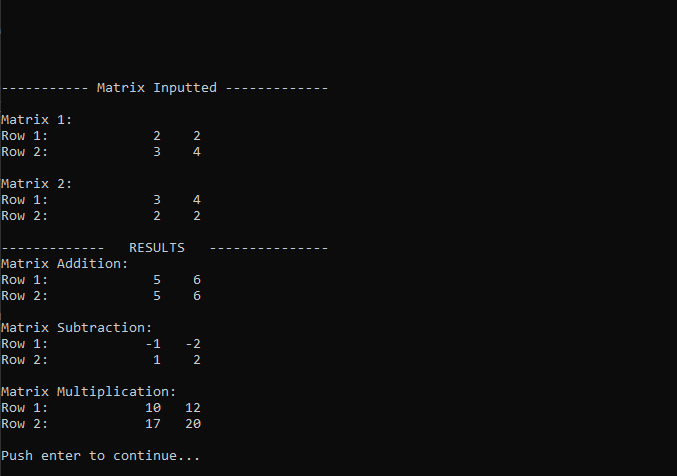 ----------- Matrix Inputted -------------
Matrix 1:
Row 1:             2    2
Row 2:             3    4
Matrix 2:
Row 1:             3    4
Row 2:             2    2
-------------   RESULTS   ---------------
Matrix Addition:
Row 1:             5    6
Row 2:             5    6
Matrix Subtraction:
Row 1:            -1   -2
Row 2:             1    2
Matrix Multiplication:
Row 1:            10   12
Row 2:            17   20
Push enter to continue...